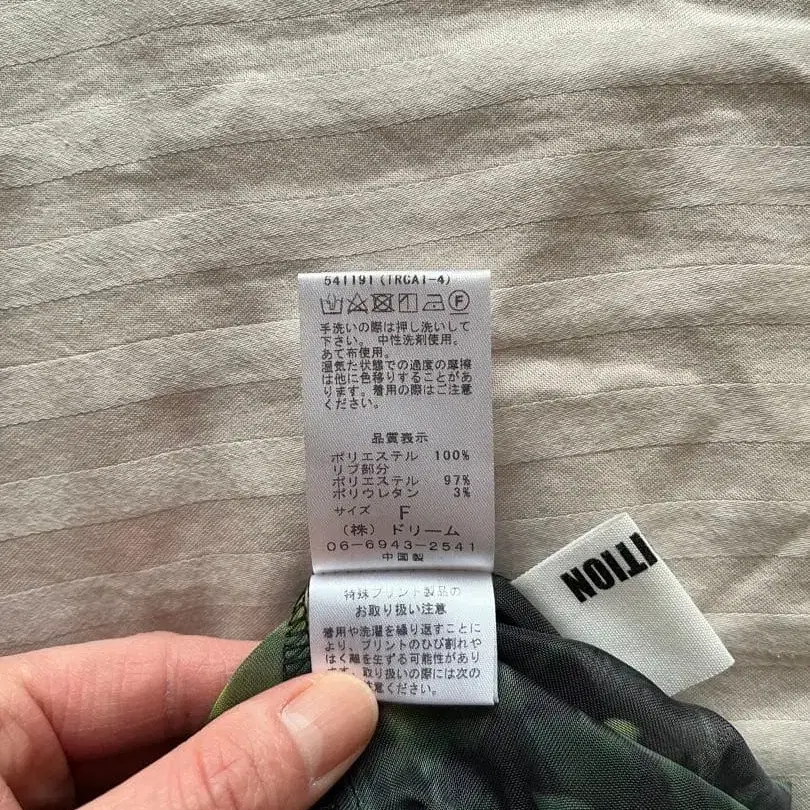 541191(TRCA1-4)
F
手洗いの際は押し洗いして
下さい。中性洗剤使用。
あて布使用。
湿気た状態での過度の摩擦
は他に色移りすることがあ
ります。着用の際はご注意
ください。
品質表示
ポリエステル 100%
リブ部分
ポリエステル 97%
ポリウレタン 3%
サイズ F
(株)ドリーム
06-6943-2541
中国製
特殊プリント製品の
お取り扱い注意
着用や洗濯を繰り返すことに
より、プリントのひび割れや
はく離を生ずる可能性があり
ます。取り扱いの際には次の
注意ください。
ITION